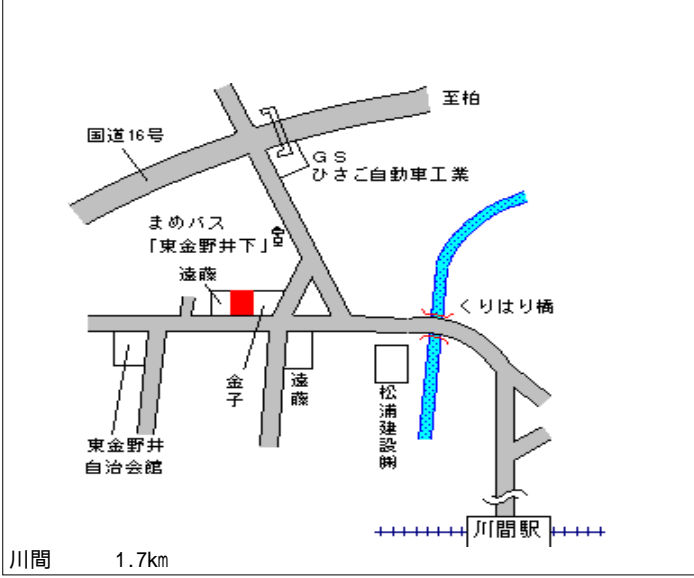 至柏
国道16号
GS
ひさご自動車工業
まめバス
「東金野井下」
遠藤
くりはり橋
金子
遠藤
松浦建設㈱
東金野井
自治会館
川間駅
川間 1.7km